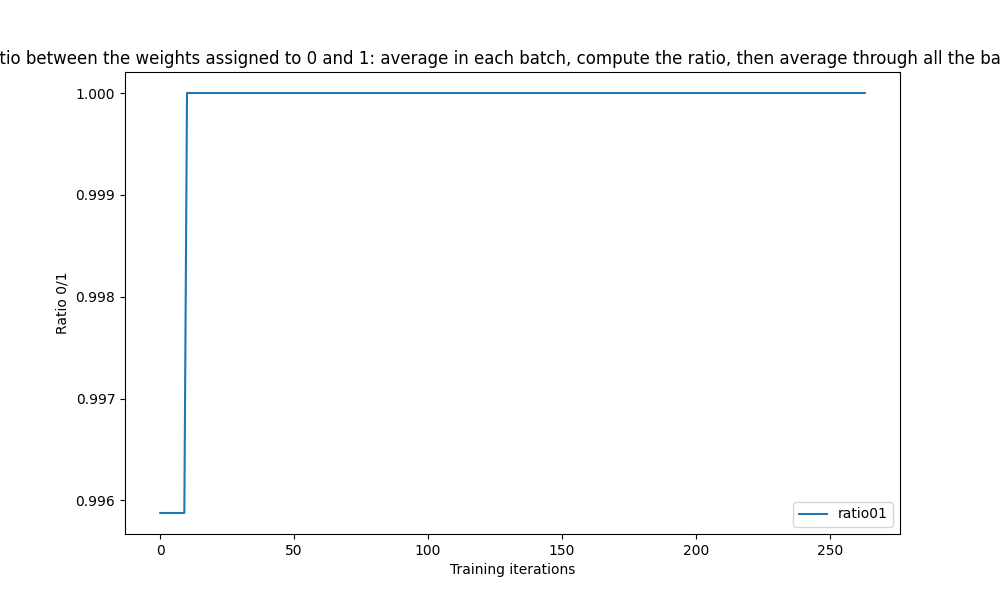 tio between the weights assigned to 0 and 1: average in each batch, compute the ratio, then average through all the ba
1.000
0.999
0.998
0.997
0.996
Ratio 0/1
ratio01
0 50 100 150 200 250
Training iterations